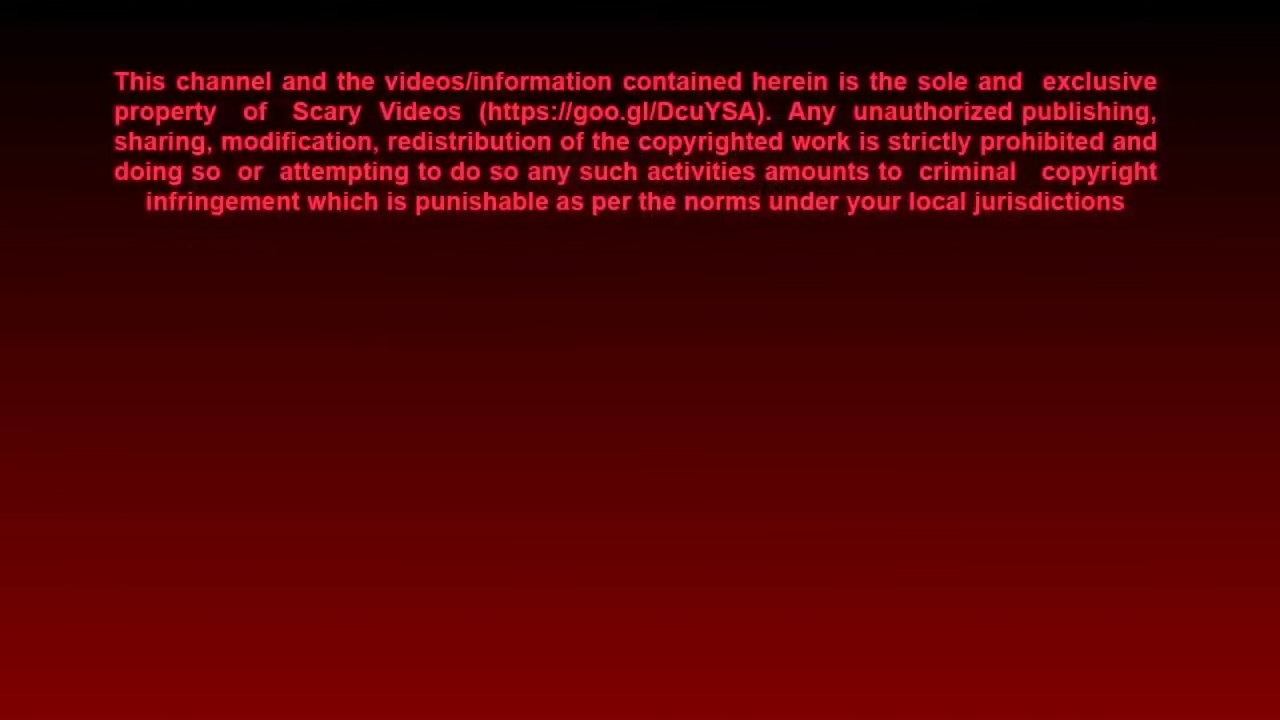 This channel and the videos/information contained herein is the sole and exclusive
property of Scary Videos (https://goo.gl/DcuYSA). Any unauthorized publishing,
sharing, modification, redistribution of the copyrighted work is strictly prohibited and
doing so or attempting to do so any such activities amounts to criminal copyright
infringement which is punishable as per the norms under your local jurisdictions